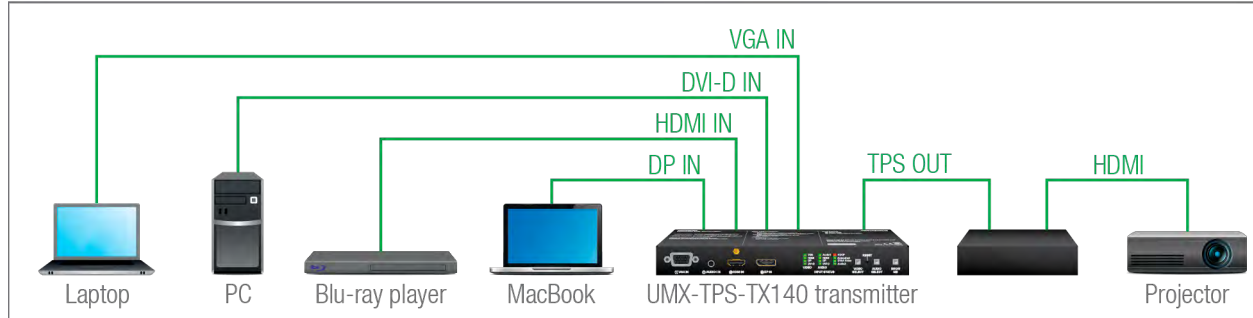 VGA IN
DVI-D IN
HDMI IN
DP IN
TPS OUT
HDMI
Laptop
PC
Blu-ray player
MacBook
UMX-TPS-TX140 transmitter
Projector